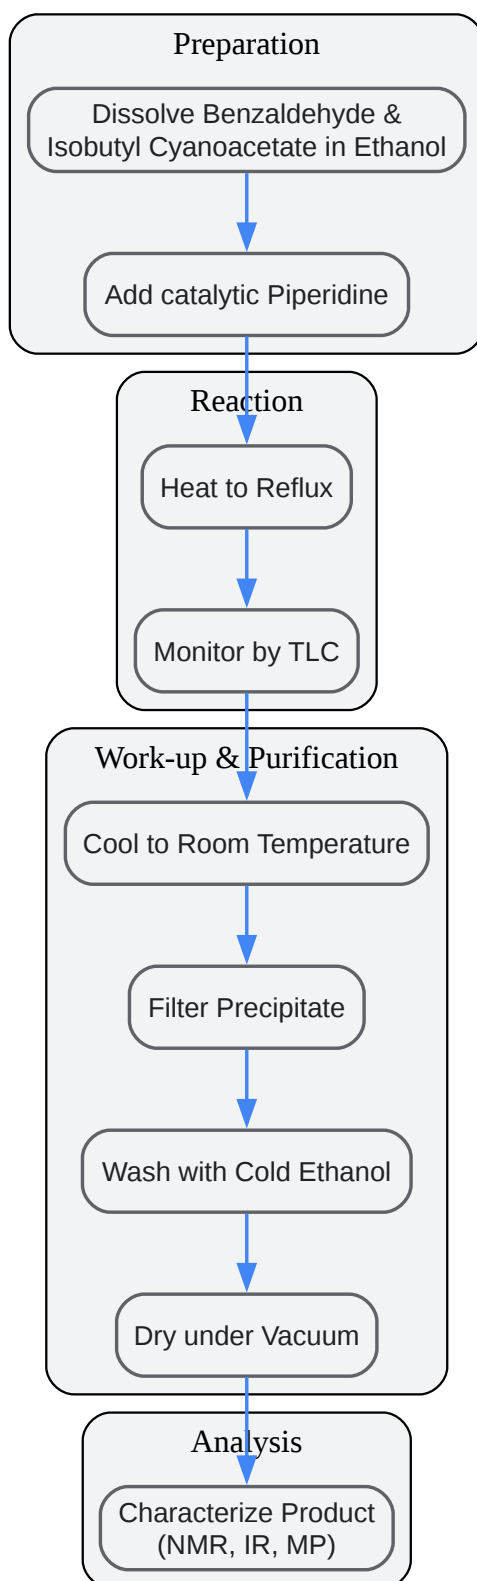 Preparation
Dissolve Benzaldehyde &
Isobutyl Cyanoacetate in Ethanol
Add catalytic Piperidine
Reaction
Heat to Reflux
Monitor by TLC
Work-up & Purification
Cool to Room Temperature
Filter Precipitate
Wash with Cold Ethanol
Dry under Vacuum
Analysis
Characterize Product
(NMR, IR, MP)